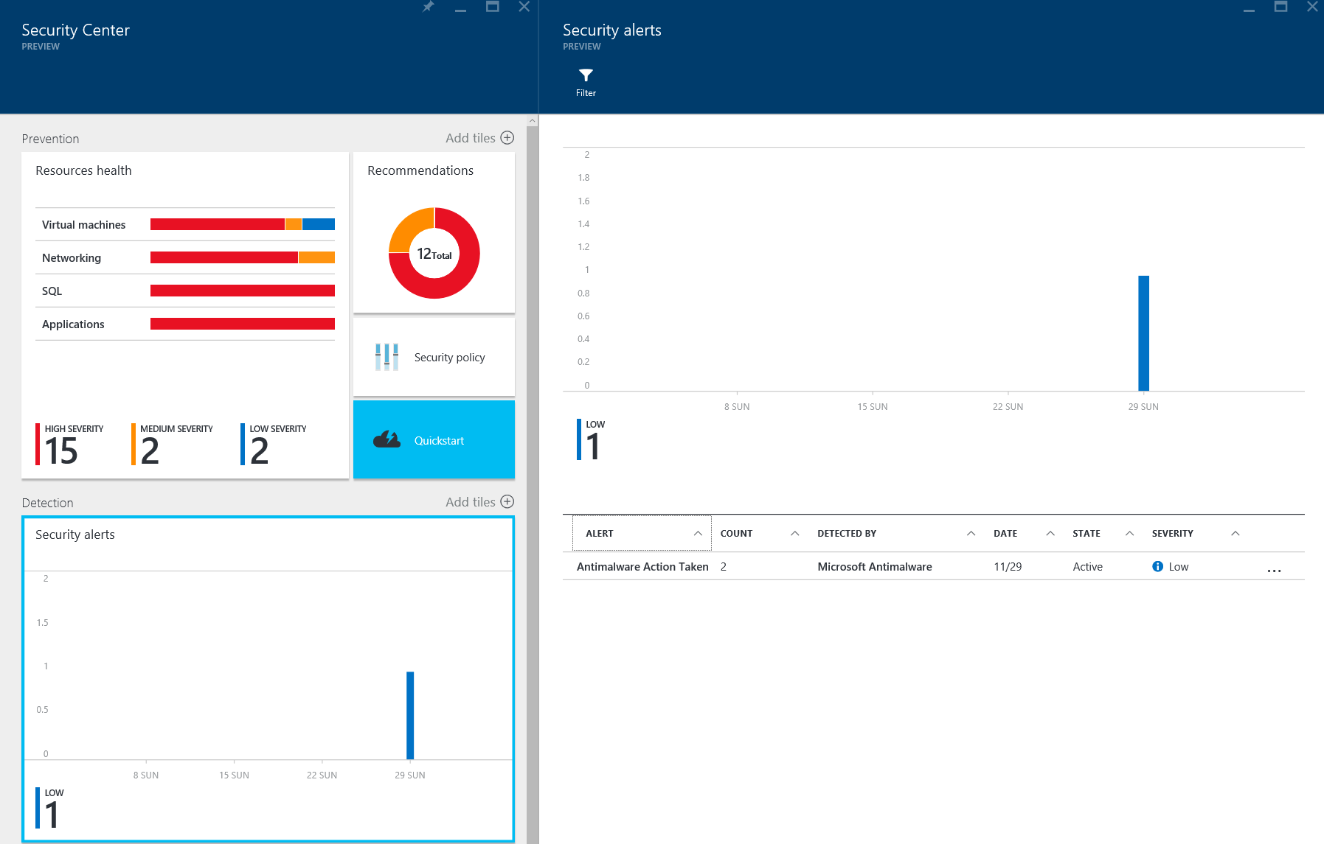 Security Center
PREVIEW
Prevention
Add tiles
Resources health
Virtual machines
Networking
SQL
Applications
HIGH SEVERITY
15
MEDIUM SEVERITY
2
LOW SEVERITY
2
Recommendations
12 Total
Security policy
Quickstart
Detection
Add tiles
Security alerts
2
1.5
1
0.5
0
8 SUN 15 SUN 22 SUN 29 SUN
LOW
1
Security alerts
PREVIEW
Filter
2
1.8
1.6
1.4
1.2
1
0.8
0.6
0.4
0.2
0
8 SUN 15 SUN 22 SUN 29 SUN
LOW
1
ALERT COUNT DETECTED BY DATE STATE SEVERITY
Antimalware Action Taken 2 Microsoft Antimalware 11/29 Active Low ...